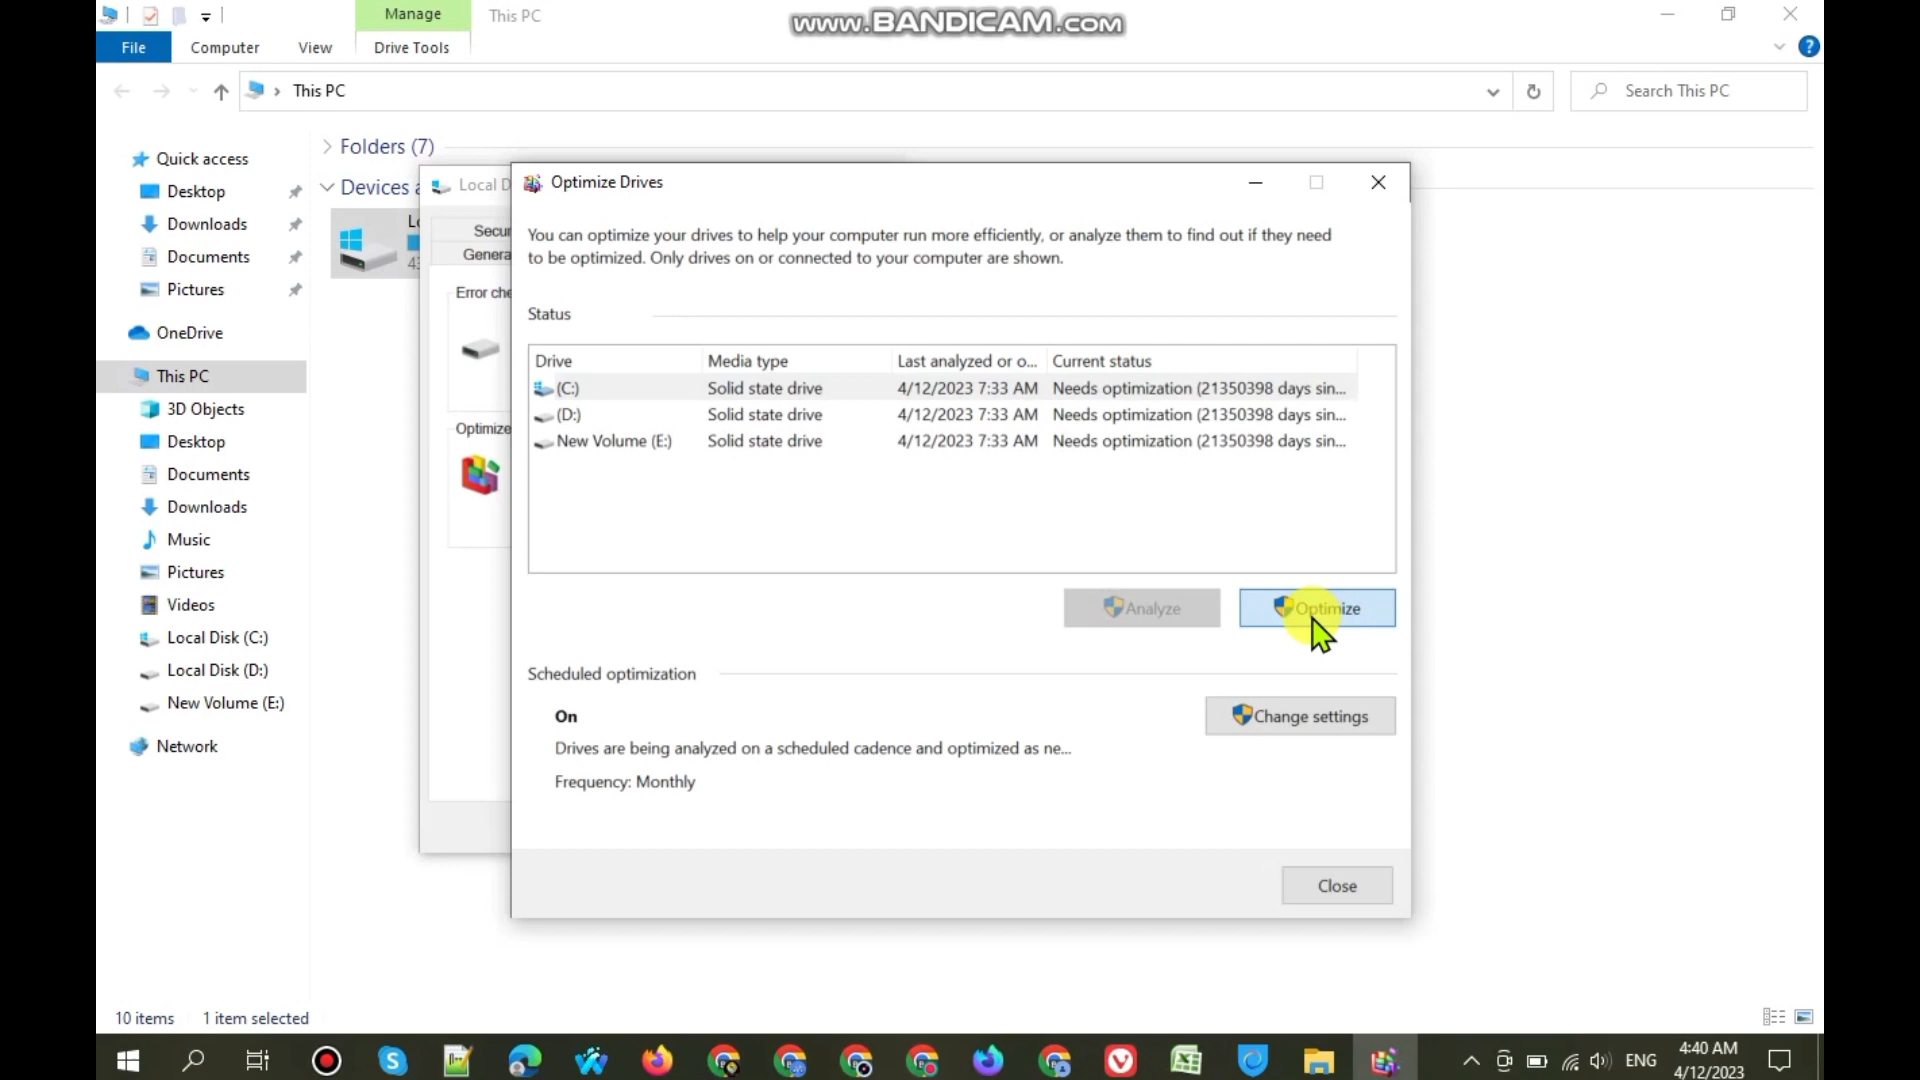 Manage
This PC
www.BANDICAM.com
File
Computer
View
Drive Tools
This PC
Search This PC
Quick access
Desktop
Downloads
Documents
Pictures
OneDrive
This PC
3D Objects
Desktop
Documents
Downloads
Music
Pictures
Videos
Local Disk (C:)
Local Disk (D:)
New Volume (E:)
Network
Folders (7)
Devices a
Local D
Secur
Genera
Error che
Optimize
Optimize Drives
You can optimize your drives to help your computer run more efficiently, or analyze them to find out if they need
to be optimized. Only drives on or connected to your computer are shown.
Status
Drive Media type Last analyzed or o... Current status
(C:) Solid state drive 4/12/2023 7:33 AM Needs optimization (21350398 days sin...
(D:) Solid state drive 4/12/2023 7:33 AM Needs optimization (21350398 days sin...
New Volume (E:) Solid state drive 4/12/2023 7:33 AM Needs optimization (21350398 days sin...
Analyze
Optimize
Scheduled optimization
On
Change settings
Drives are being analyzed on a scheduled cadence and optimized as ne...
Frequency: Monthly
Close
10 items
1 item selected
ENG
4:40 AM
4/12/2023